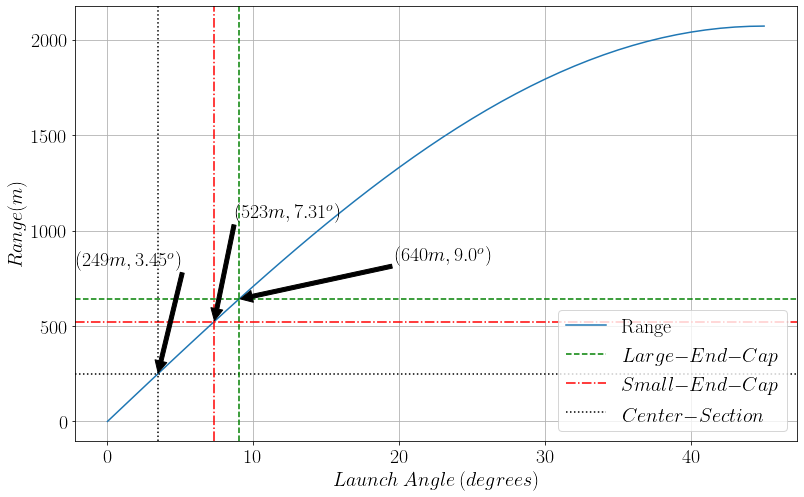 2000
1500
1000
500
0
Range(m)
(249m, 3.45°)
(523m, 7.31°)
(640m, 9.0°)
Range
Large−End−Cap
Small−End−Cap
Center−Section
0 10 20 30 40
Launch Angle (degrees)